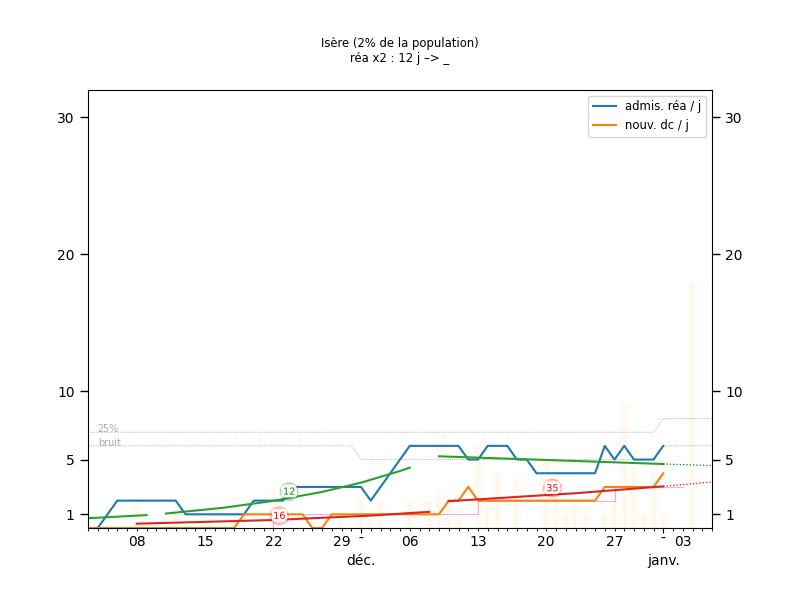 Isère (2% de la population)
réa x2 : 12 j –> _
admis. réa / j
nouv. dc / j
30 30
20 20
10 10
25%
bruit
5 5
12
35
16
1 1
08 15 22 29 - 06 13 20 27 - 03
déc. janv.